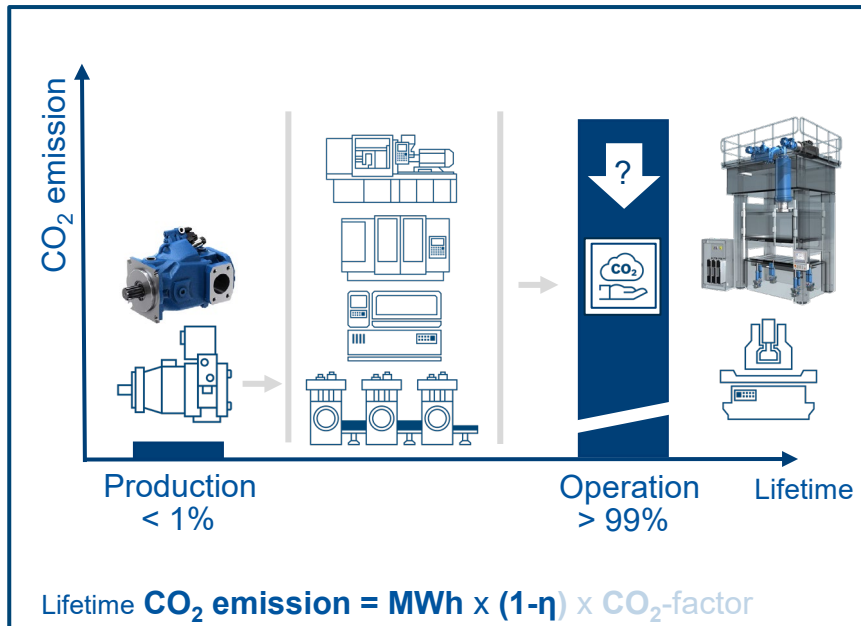 CO₂ emission
?
CO₂
Production
< 1%
Operation
> 99%
Lifetime
Lifetime CO₂ emission = MWh x (1-η) x CO₂-factor